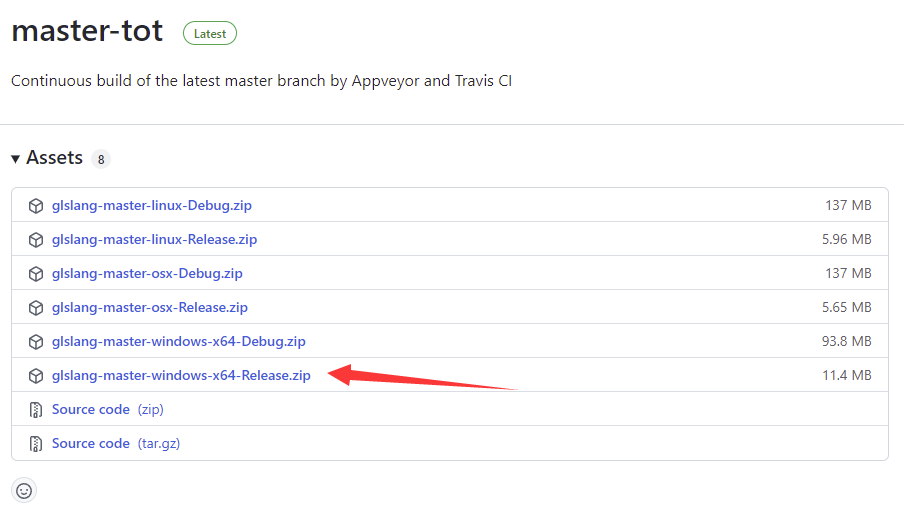 master-tot Latest
Continuous build of the latest master branch by Appveyor and Travis CI
Assets 8
glslang-master-linux-Debug.zip 137 MB
glslang-master-linux-Release.zip 5.96 MB
glslang-master-osx-Debug.zip 137 MB
glslang-master-osx-Release.zip 5.65 MB
glslang-master-windows-x64-Debug.zip 93.8 MB
glslang-master-windows-x64-Release.zip 11.4 MB
Source code (zip)
Source code (tar.gz)